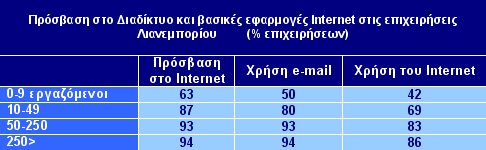 Πρόσβαση στο Διαδίκτυο και βασικές εφαρμογές Internet στις επιχειρήσεις
Λιανεμπορίου (% επιχειρήσεων)
Πρόσβαση στο Internet Χρήση e-mail Χρήση του Internet
0-9 εργαζόμενοι 63 50 42
10-49 87 80 69
50-250 93 93 83
250> 94 94 86